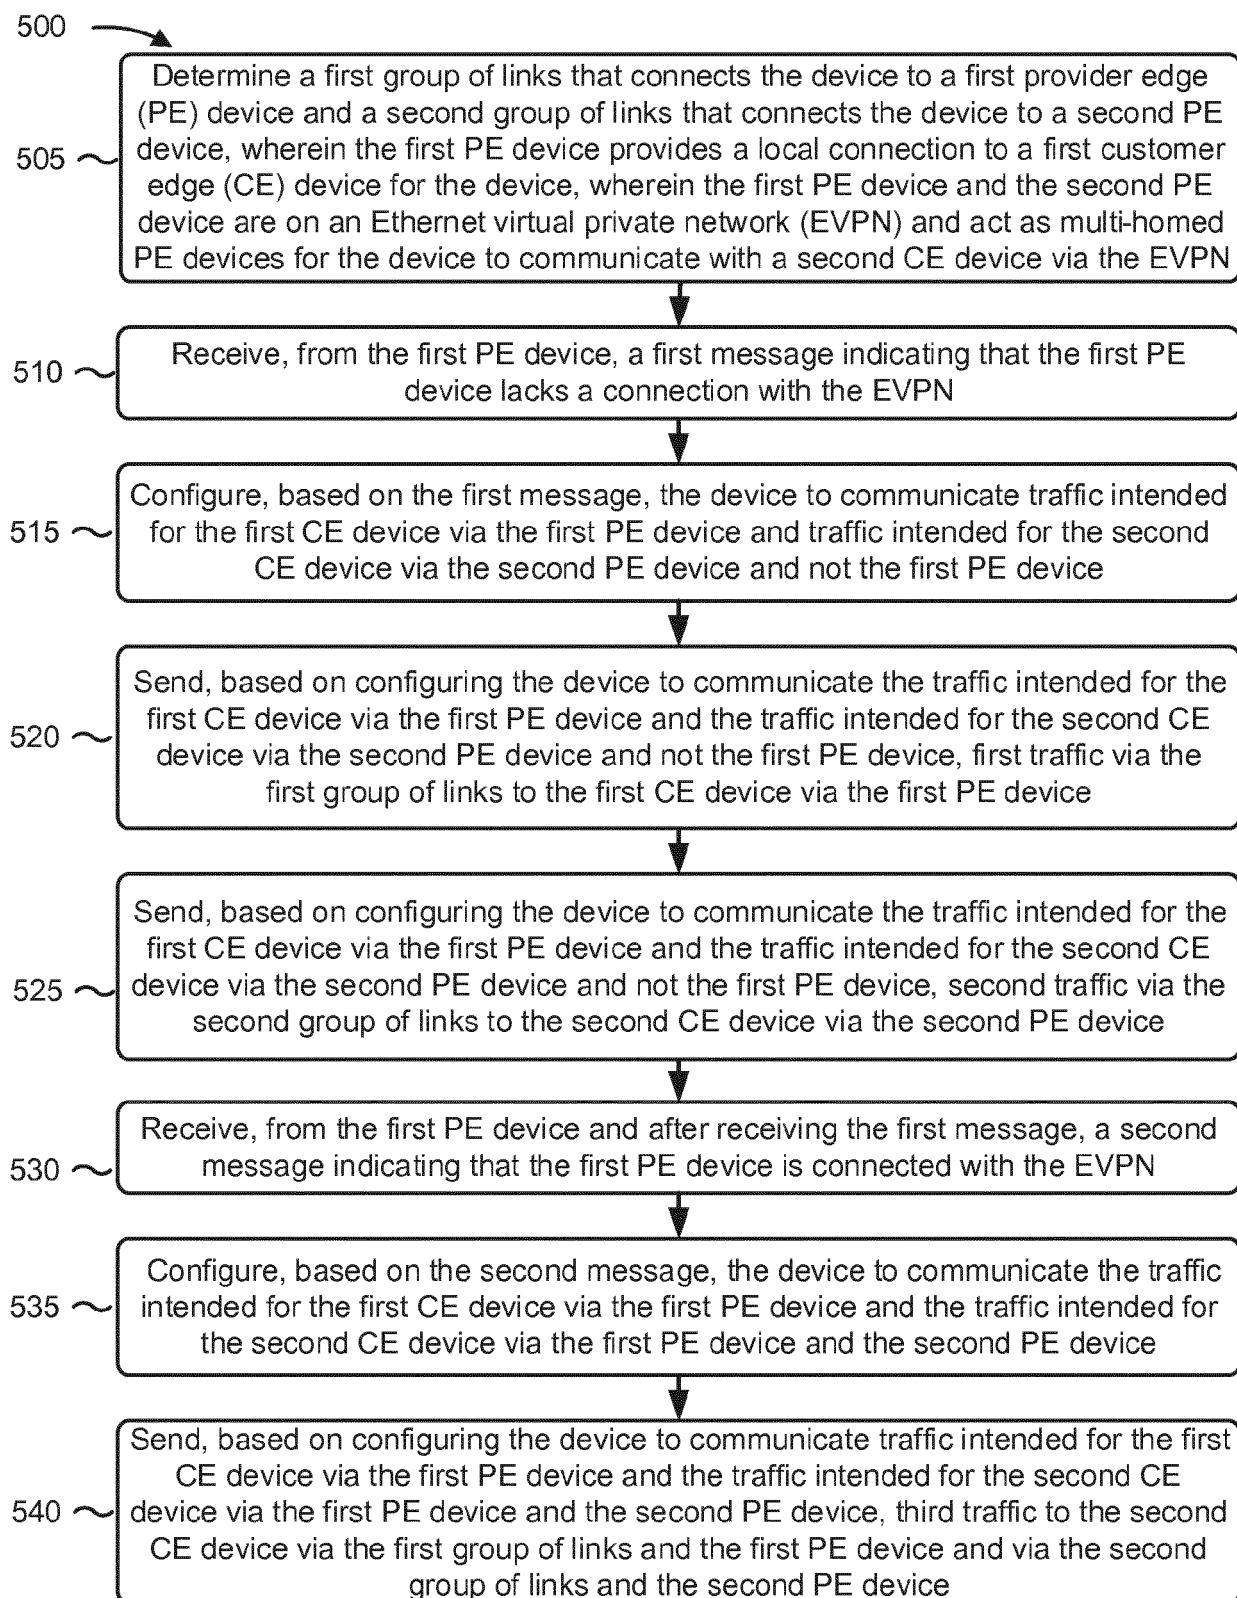 500
Determine a first group of links that connects the device to a first provider edge
(PE) device and a second group of links that connects the device to a second PE
505
device, wherein the first PE device provides a local connection to a first customer
edge (CE) device for the device, wherein the first PE device and the second PE
device are on an Ethernet virtual private network (EVPN) and act as multi-homed
PE devices for the device to communicate with a second CE device via the EVPN
510
Receive, from the first PE device, a first message indicating that the first PE
device lacks a connection with the EVPN
515
Configure, based on the first message, the device to communicate traffic intended
for the first CE device via the first PE device and traffic intended for the second
CE device via the second PE device and not the first PE device
520
Send, based on configuring the device to communicate the traffic intended for the
first CE device via the first PE device and the traffic intended for the second CE
device via the second PE device and not the first PE device, first traffic via the
first group of links to the first CE device via the first PE device
525
Send, based on configuring the device to communicate the traffic intended for the
first CE device via the first PE device and the traffic intended for the second CE
device via the second PE device and not the first PE device, second traffic via the
second group of links to the second CE device via the second PE device
530
Receive, from the first PE device and after receiving the first message, a second
message indicating that the first PE device is connected with the EVPN
535
Configure, based on the second message, the device to communicate the traffic
intended for the first CE device via the first PE device and the traffic intended for
the second CE device via the first PE device and the second PE device
540
Send, based on configuring the device to communicate traffic intended for the first
CE device via the first PE device and the traffic intended for the second CE
device via the first PE device and the second PE device, third traffic to the second
CE device via the first group of links and the first PE device and via the second
group of links and the second PE device